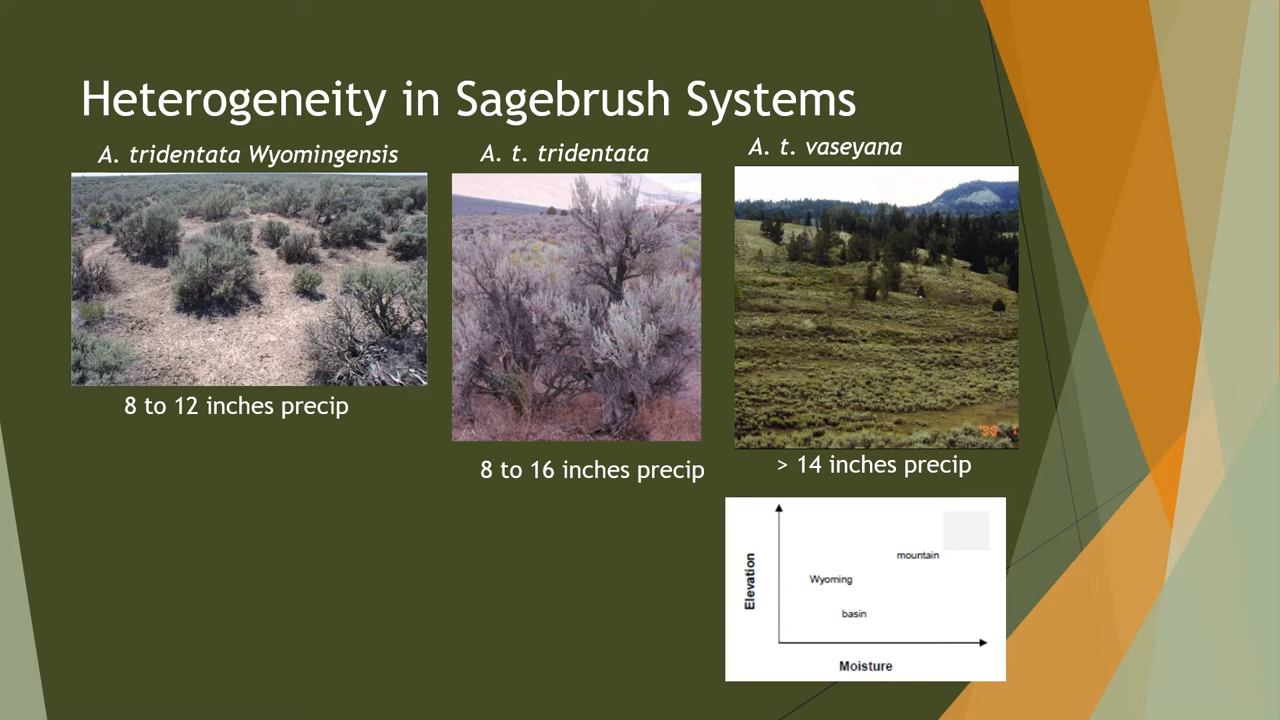 Heterogeneity in Sagebrush Systems
A. tridentata Wyomingensis
A. t. tridentata
A. t. vaseyana
8 to 12 inches precip
8 to 16 inches precip
> 14 inches precip
Elevation
mountain
Wyoming
basin
Moisture